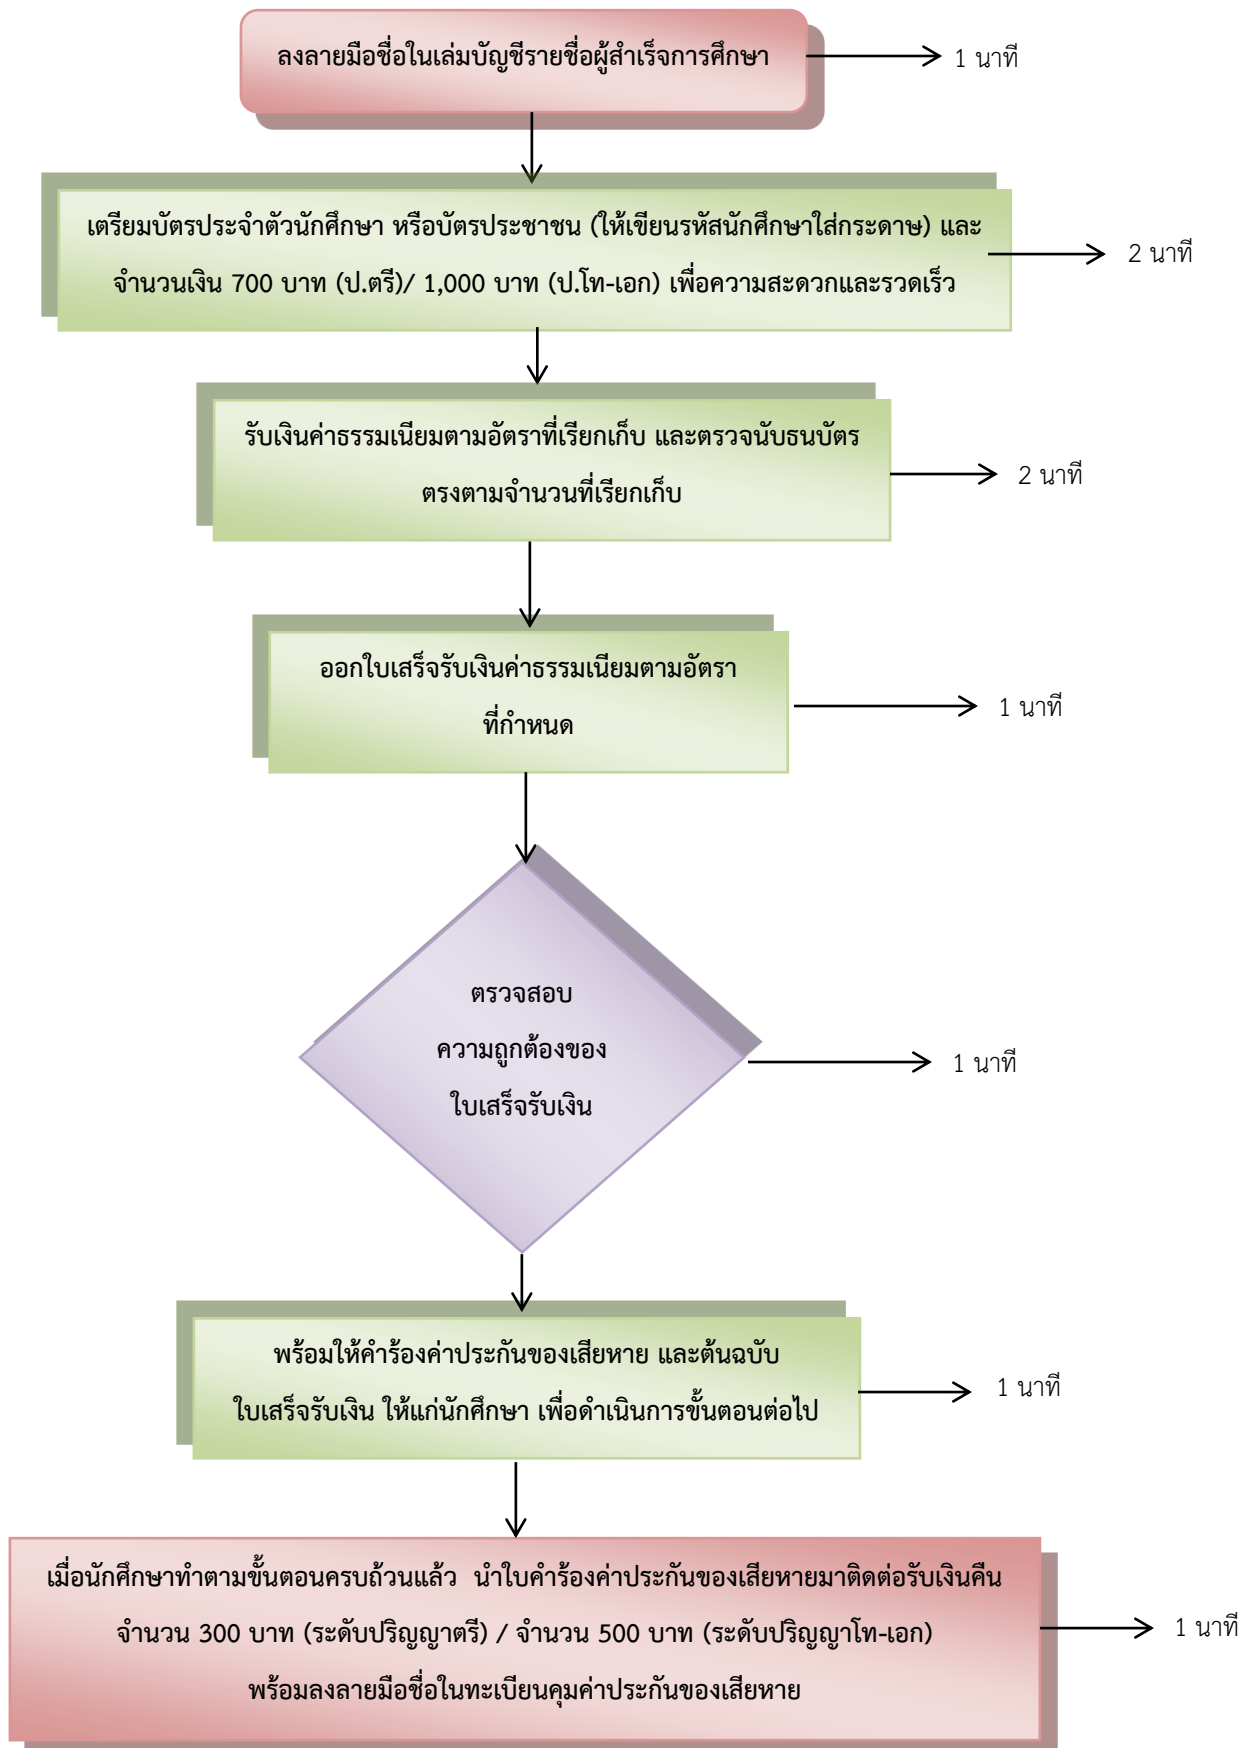 ลงลายมือชื่อในเล่มบัญชีรายชื่อผู้สำเร็จการศึกษา
1 นาที
เตรียมบัตรประจำตัวนักศึกษา หรือบัตรประชาชน (ให้เขียนรหัสนักศึกษาใส่กระดาษ) และ
จำนวนเงิน 700 บาท (ป.ตรี)/ 1,000 บาท (ป.โท-เอก) เพื่อความสะดวกและรวดเร็ว
2 นาที
รับเงินค่าธรรมเนียมตามอัตราที่เรียกเก็บ และตรวจนับธนบัตร
ตรงตามจำนวนที่เรียกเก็บ
2 นาที
ออกใบเสร็จรับเงินค่าธรรมเนียมตามอัตรา
ที่กำหนด
1 นาที
ตรวจสอบ
ความถูกต้องของ
ใบเสร็จรับเงิน
1 นาที
พร้อมให้คำร้องค่าประกันของเสียหาย และต้นฉบับ
ใบเสร็จรับเงิน ให้แก่นักศึกษา เพื่อดำเนินการขั้นตอนต่อไป
1 นาที
เมื่อนักศึกษาทำตามขั้นตอนครบถ้วนแล้ว นำใบคำร้องค่าประกันของเสียหายมาติดต่อรับเงินคืน
จำนวน 300 บาท (ระดับปริญญาตรี) / จำนวน 500 บาท (ระดับปริญญาโท-เอก)
พร้อมลงลายมือชื่อในทะเบียนคุมค่าประกันของเสียหาย
1 นาที